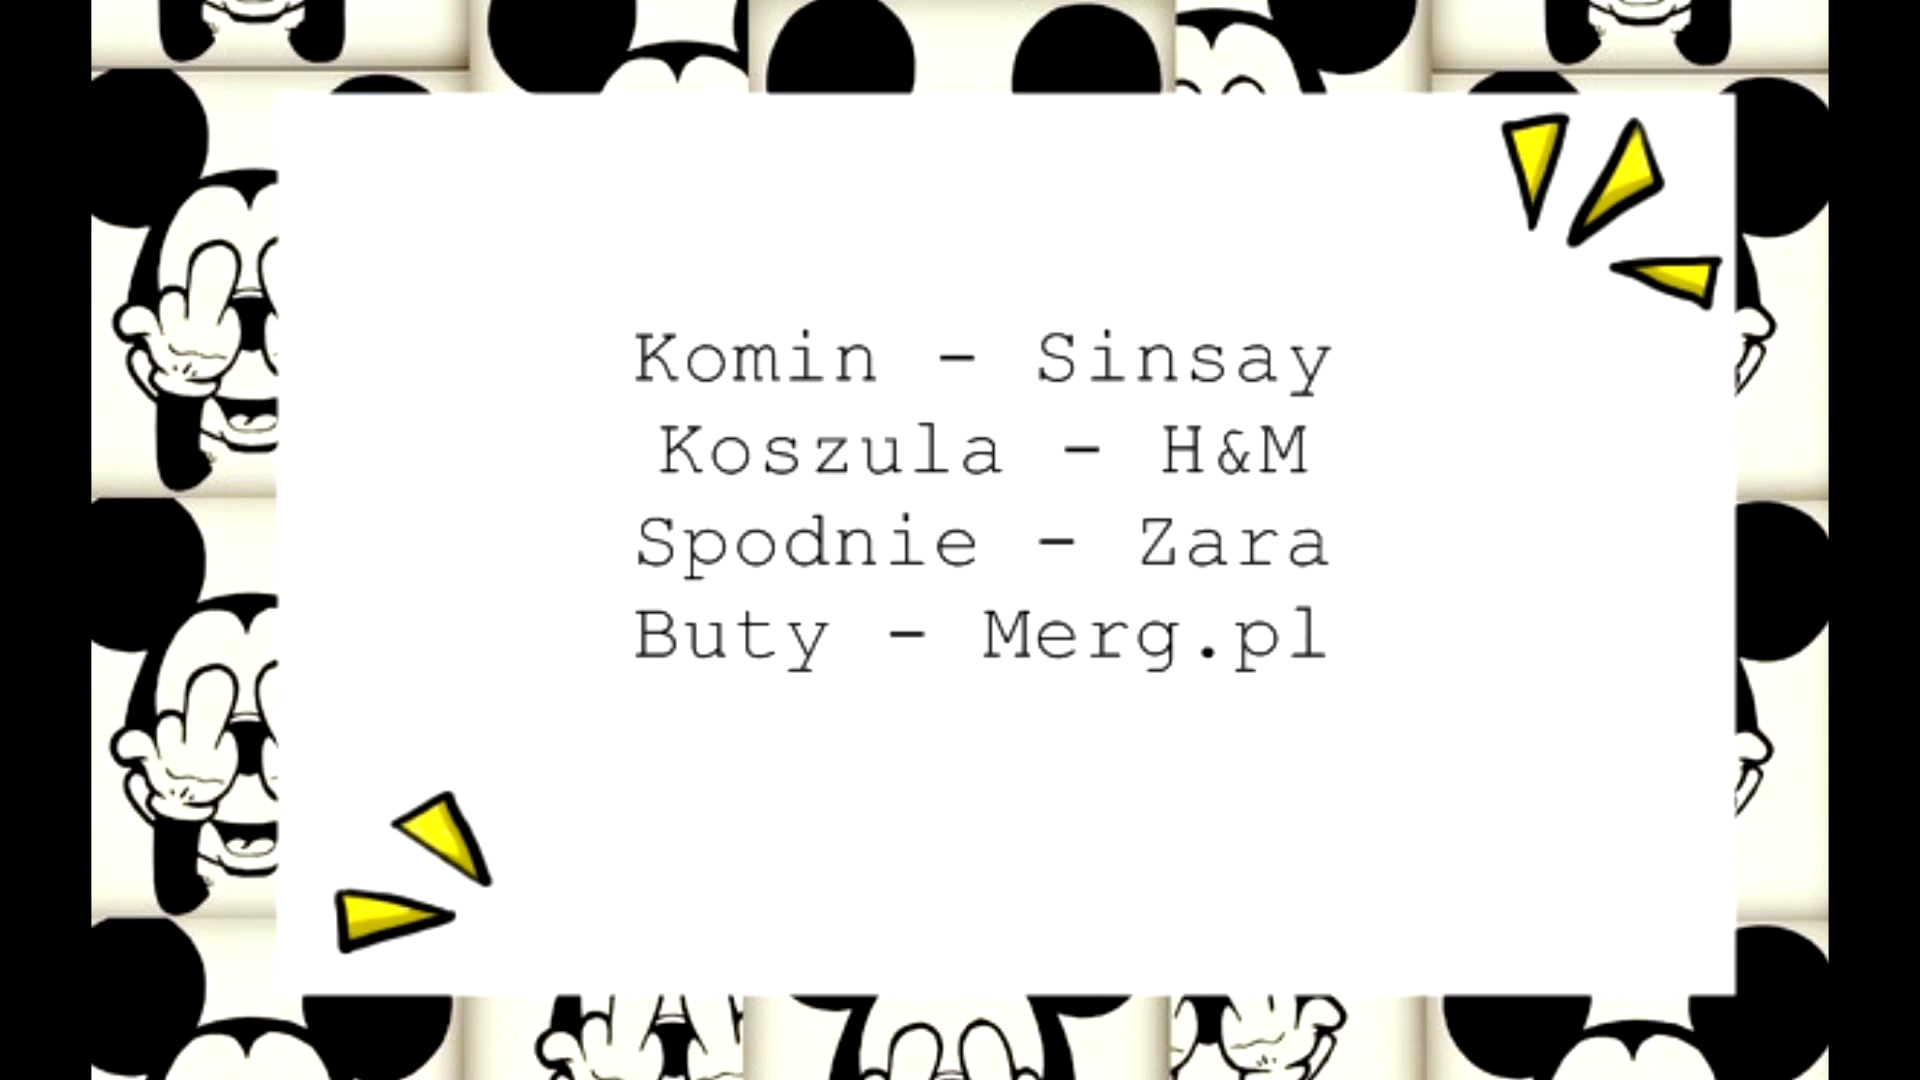 Komin - Sinsay
Koszula - H&M
Spodnie - Zara
Buty - Merg.pl